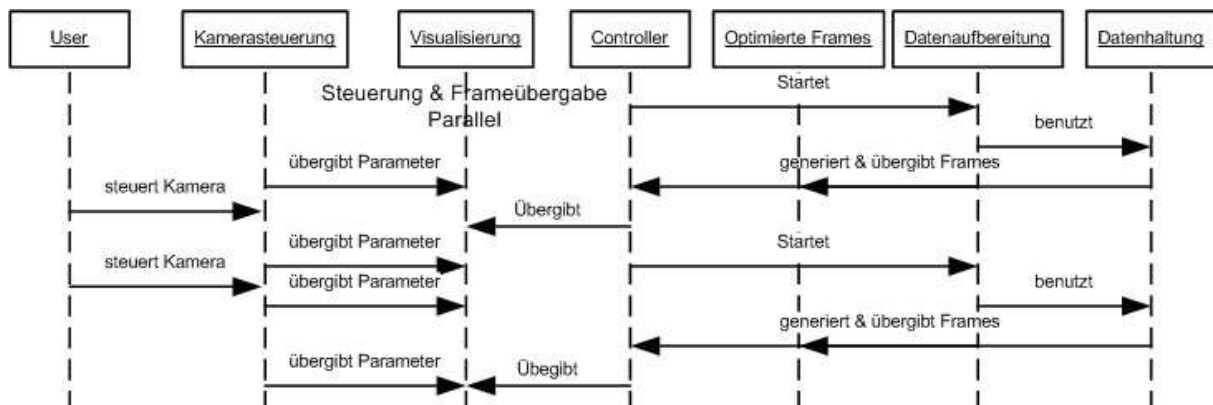 User
Kamerasteuerung
Visualisierung
Controller
Optimierte Frames
Datenaufbereitung
Datenhaltung
Steuerung & Frameübergabe
Parallel
Startet
benutzt
übergibt Parameter
generiert & übergibt Frames
steuert Kamera
Übergibt
übergibt Parameter
Startet
steuert Kamera
übergibt Parameter
benutzt
generiert & übergibt Frames
übergibt Parameter
Übegibt